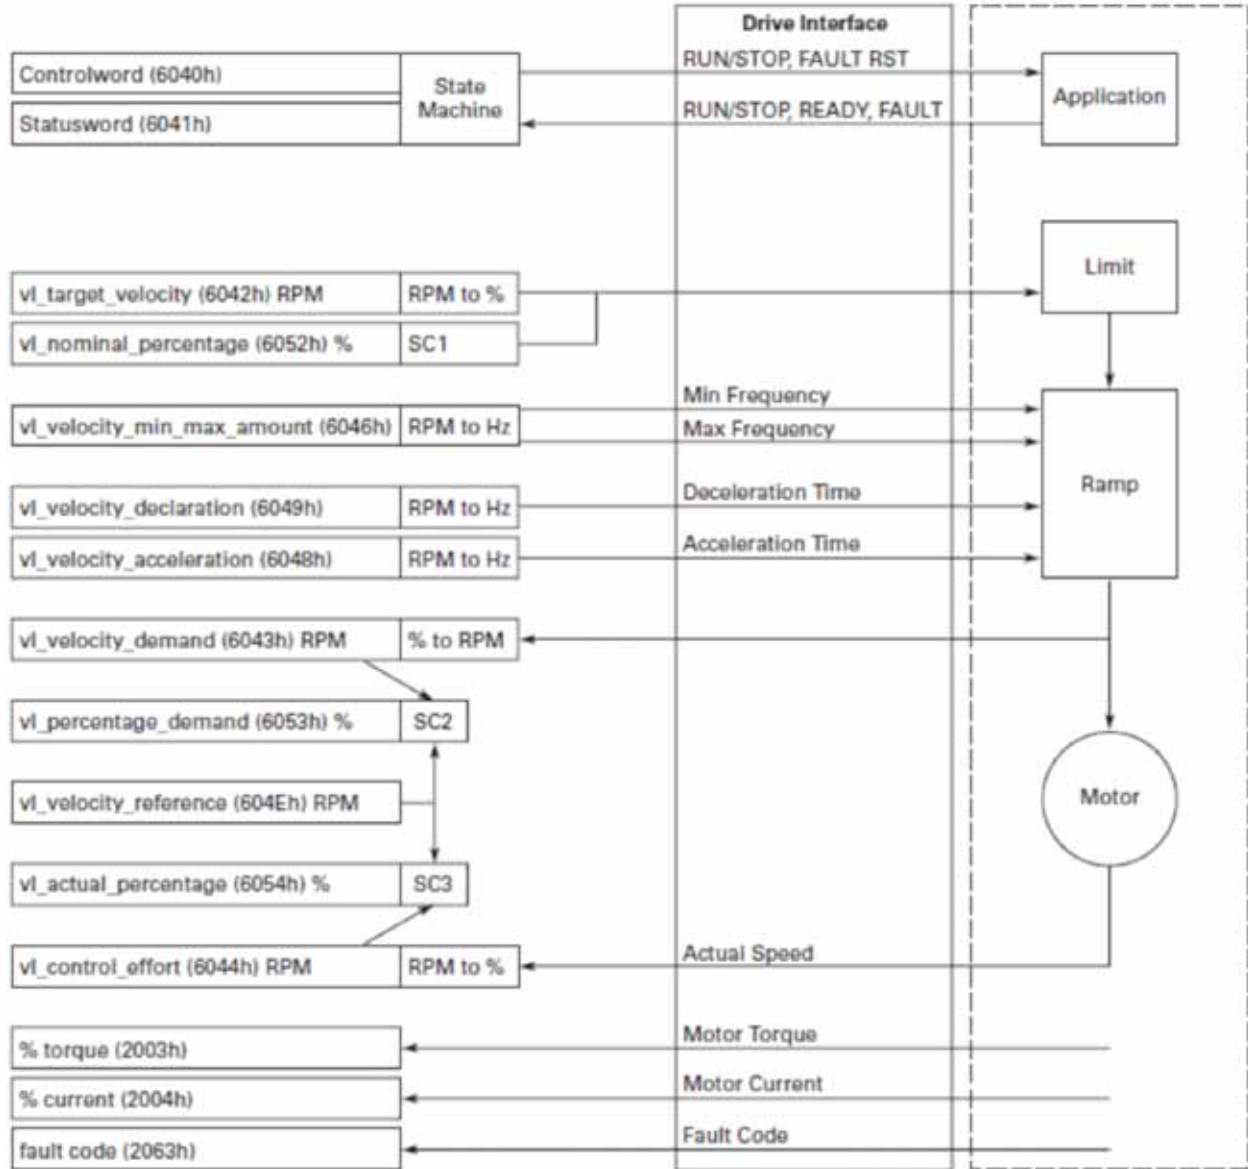 Drive Interface
Controlword (6040h)
State
Machine
RUN/STOP, FAULT RST
Application
Statusword (6041h)
RUN/STOP, READY, FAULT
Limit
vl_target_velocity (6042h) RPM
RPM to %
vl_nominal_percentage (6052h) %
SC1
vl_velocity_min_max_amount (6046h)
RPM to Hz
Min Frequency
Max Frequency
Ramp
vl_velocity_declaration (6049h)
RPM to Hz
Deceleration Time
vl_velocity_acceleration (6048h)
RPM to Hz
Acceleration Time
vl_velocity_demand (6043h) RPM
% to RPM
vl_percentage_demand (6053h) %
SC2
vl_velocity_reference (604Eh) RPM
Motor
vl_actual_percentage (6054h) %
SC3
vl_control_effort (6044h) RPM
RPM to %
Actual Speed
% torque (2003h)
Motor Torque
% current (2004h)
Motor Current
fault code (2063h)
Fault Code